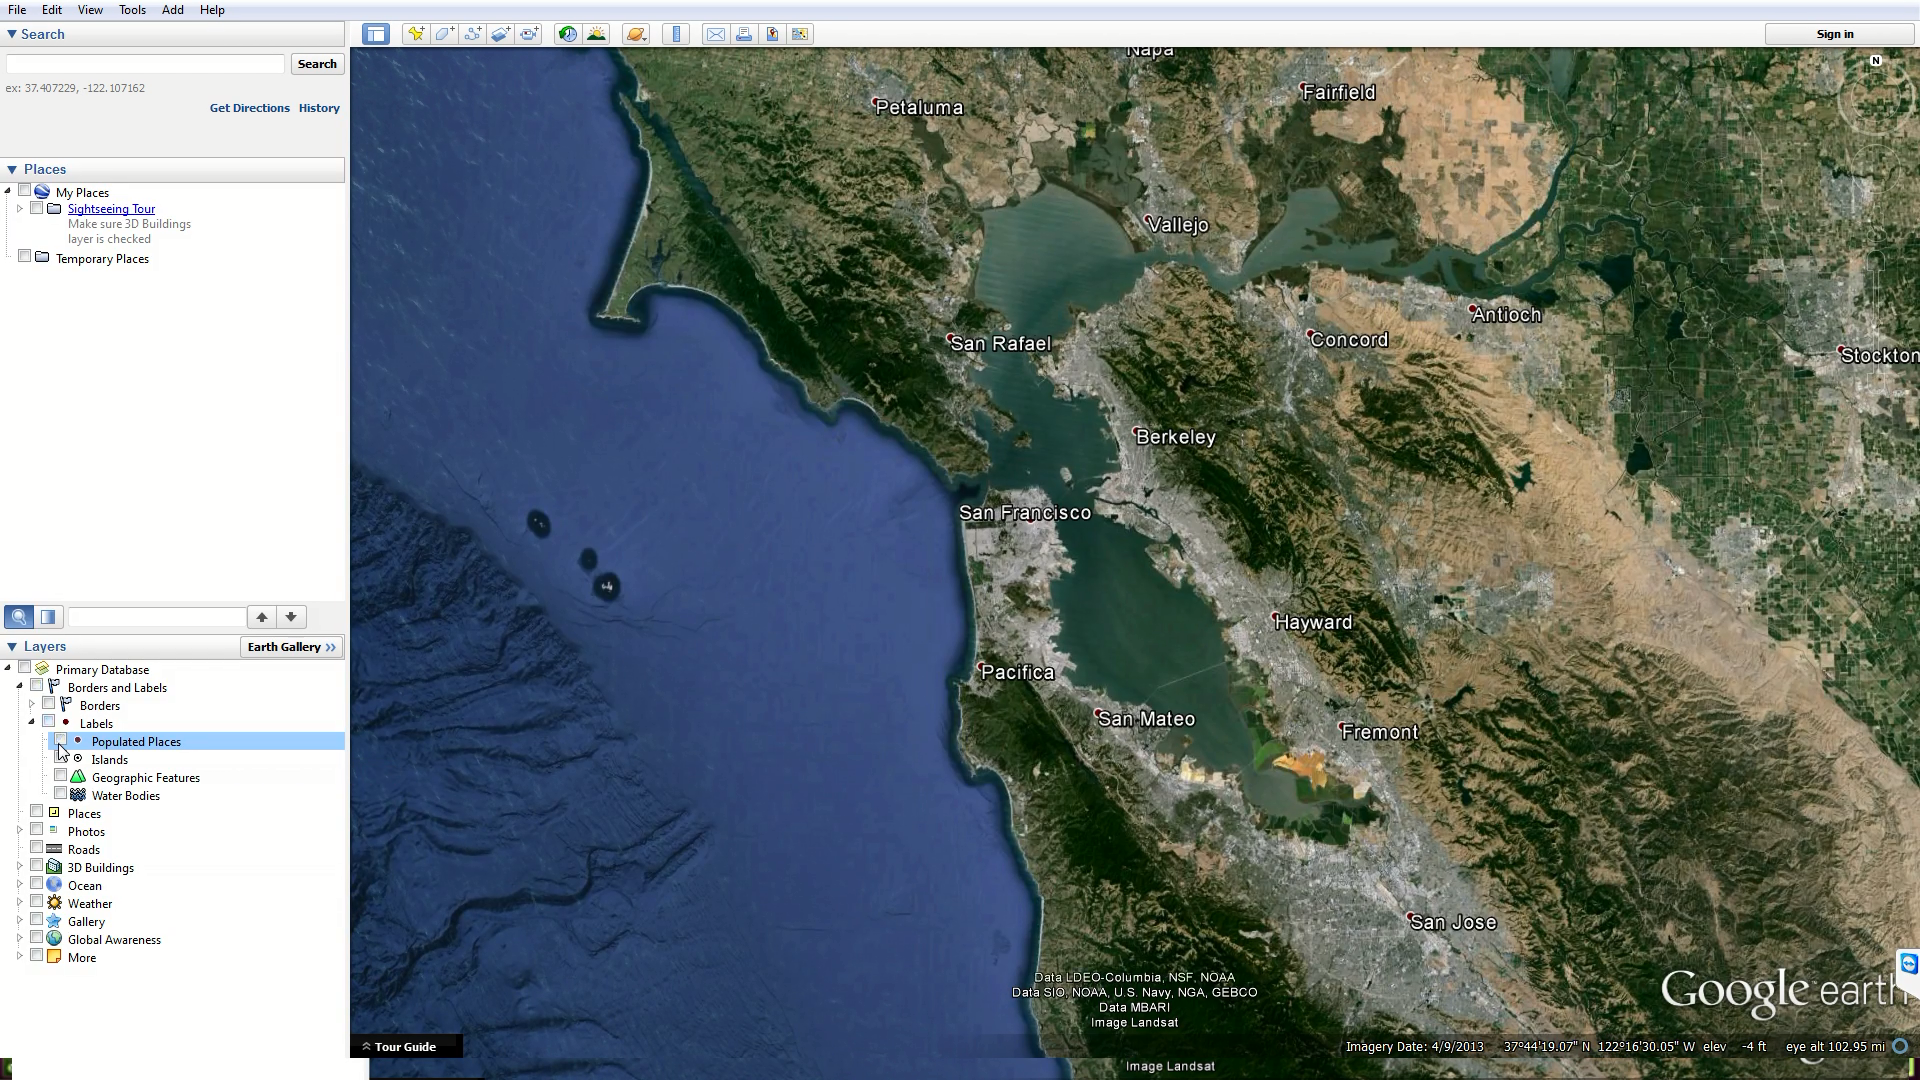 File Edit View Tools Add Help
Search
Search
ex: 37.407229, -122.107162
Get Directions History
Places
My Places
Sightseeing Tour
Make sure 3D Buildings
layer is checked
Temporary Places
Layers
Earth Gallery >>
Primary Database
Borders and Labels
Borders
Labels
Populated Places
Islands
Geographic Features
Water Bodies
Places
Photos
Roads
3D Buildings
Ocean
Weather
Gallery
Global Awareness
More
Sign in
N
Napa
Petaluma
Fairfield
Vallejo
Antioch
San Rafael
Concord
Stockton
Berkeley
San Francisco
Hayward
Pacifica
San Mateo
Fremont
San Jose
Data LDEO-Columbia, NSF, NOAA
Data SIO, NOAA, U.S. Navy, NGA, GEBCO
Data MBARI
Image Landsat
Google earth
Tour Guide
Imagery Date: 4/9/2013 37°44'19.07" N 122°16'30.05" W elev -4 ft eye alt 102.95 mi
Image Landsat